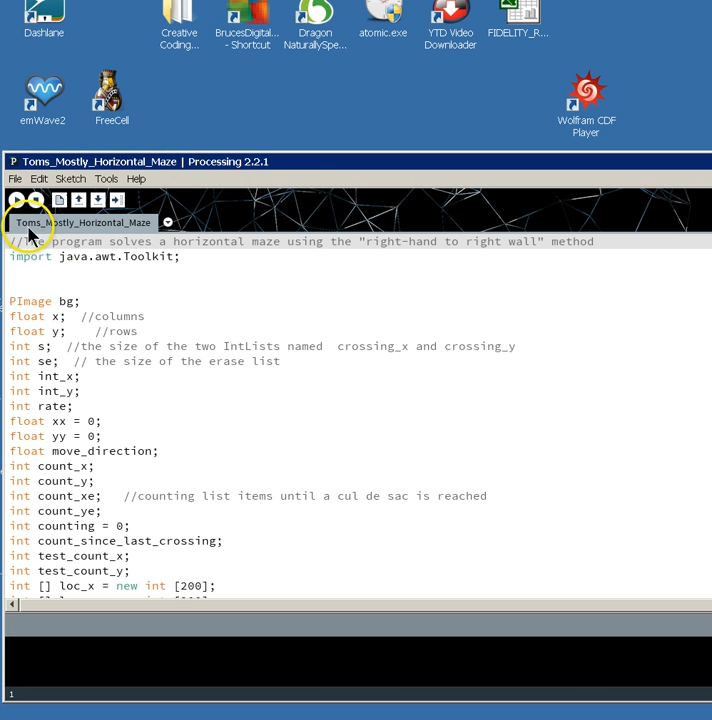 Dashlane
Creative Coding...
BrucesDigital... - Shortcut
Dragon NaturallySpe...
atomic.exe
YTD Video Downloader
FIDELITY_R...
emWave2
FreeCell
Wolfram CDF Player
P Toms_Mostly_Horizontal_Maze | Processing 2.2.1
File Edit Sketch Tools Help
Toms_Mostly_Horizontal_Maze
program solves a horizontal maze using the "right-hand to right wall" method
import java.awt.Toolkit;
PImage bg;
float x; //columns
float y; //rows
int s; //the size of the two IntLists named crossing_x and crossing_y
int se; // the size of the erase list
int int_x;
int int_y;
int rate;
float xx = 0;
float yy = 0;
float move_direction;
int count_x;
int count_y;
int count_xe; //counting list items until a cul de sac is reached
int count_ye;
int counting = 0;
int count_since_last_crossing;
int test_count_x;
int test_count_y;
int [] loc_x = new int [200];
1